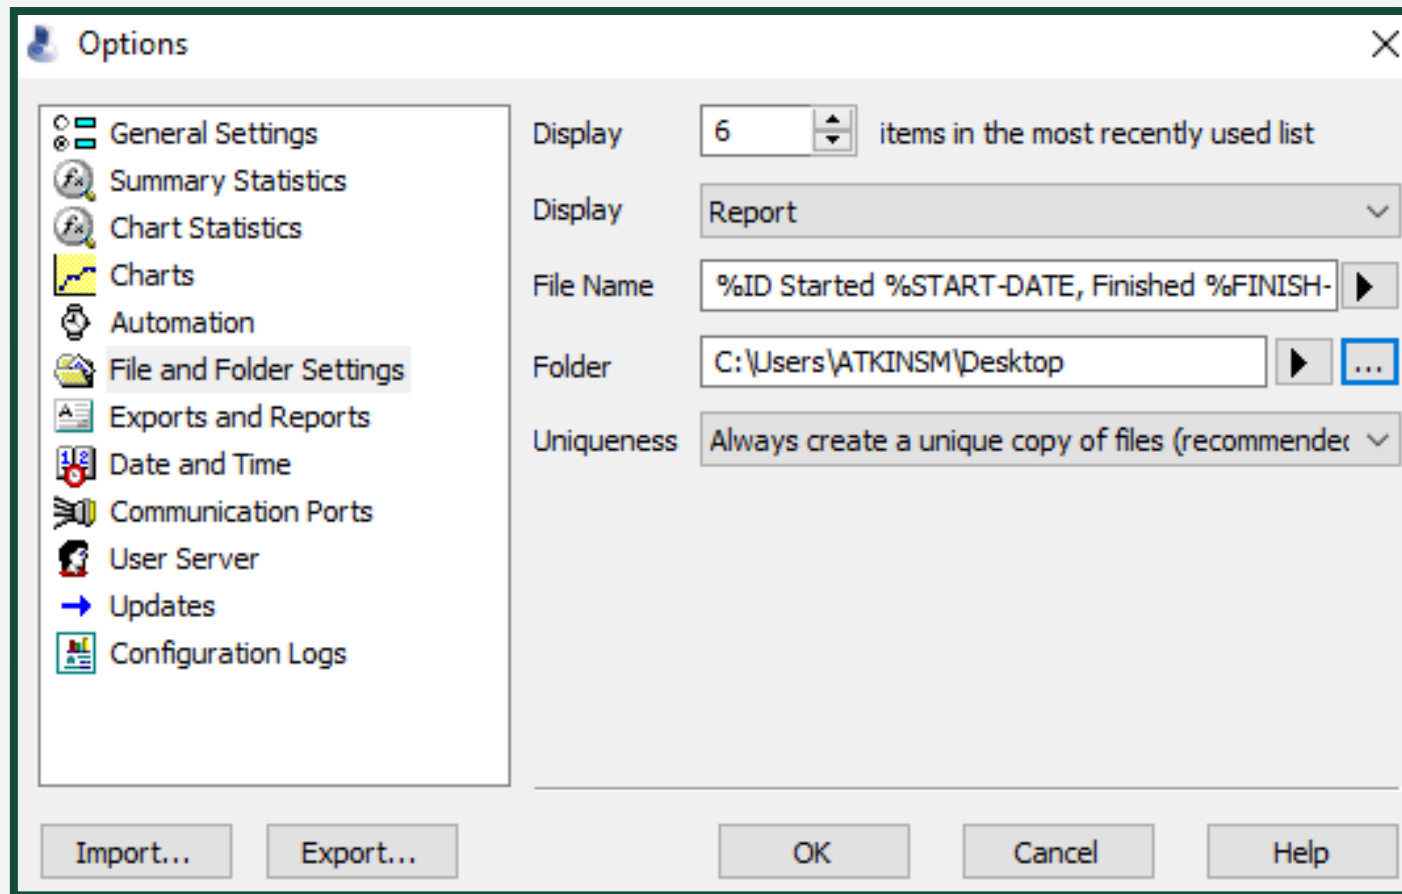 Options
General Settings
Summary Statistics
Chart Statistics
Charts
Automation
File and Folder Settings
Exports and Reports
Date and Time
Communication Ports
User Server
Updates
Configuration Logs
Display 6 items in the most recently used list
Display Report
File Name %ID Started %START-DATE, Finished %FINISH-
Folder C:\Users\ATKINSM\Desktop ...
Uniqueness Always create a unique copy of files (recommended
Import... Export... OK Cancel Help